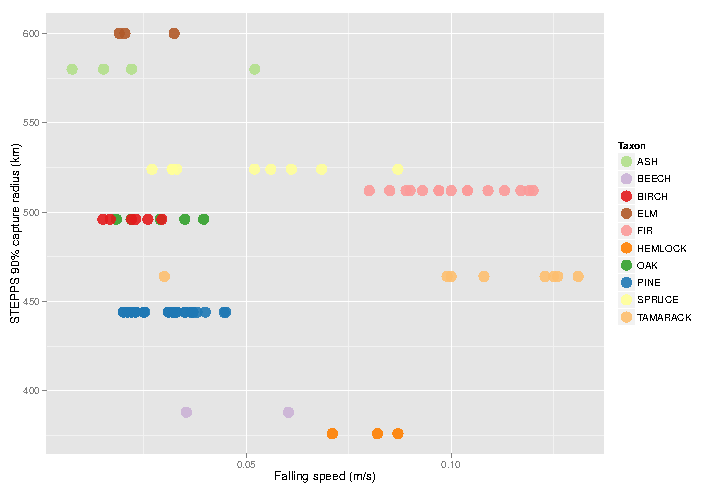 600
550
500
450
400
STEPPS 90% capture radius (km)
0.05
0.10
Falling speed (m/s)
Taxon
ASH
BEECH
BIRCH
ELM
FIR
HEMLOCK
OAK
PINE
SPRUCE
TAMARACK